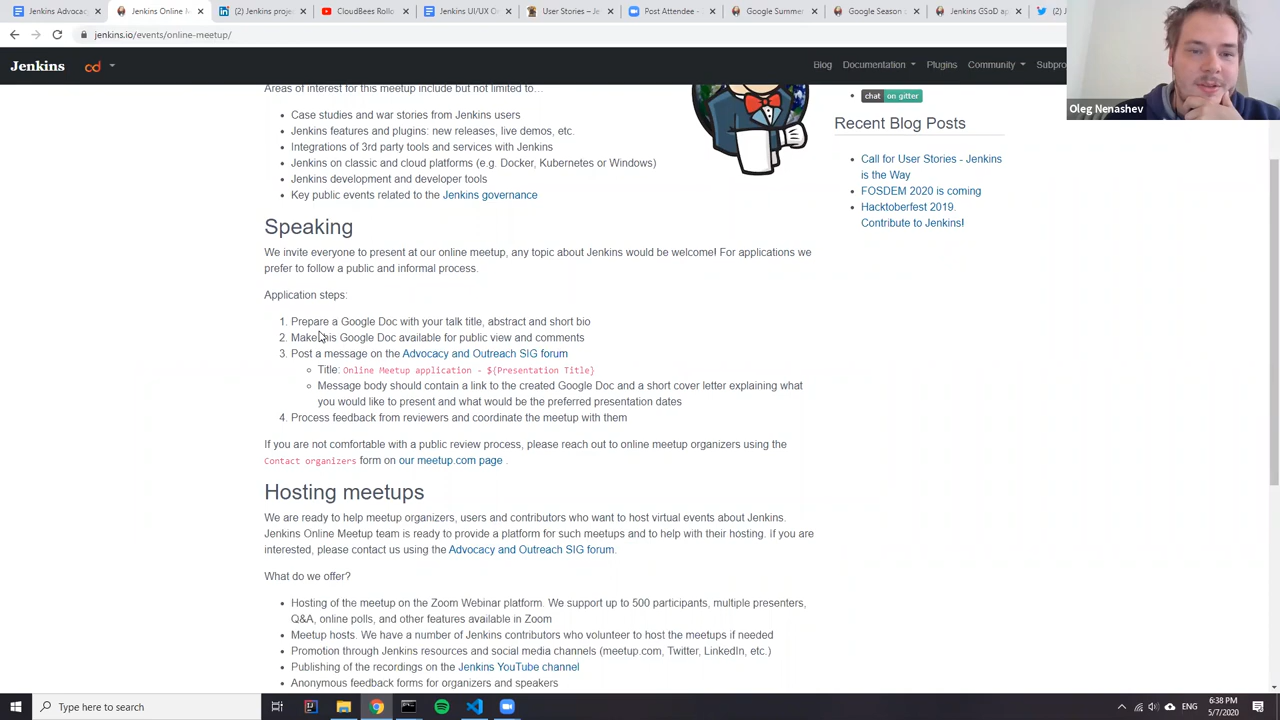 Docs Advocac
Jenkins Online M
(2) Jenkins projec
CloudBees Rollo
Jenkins UI/UX O
User Stories – Je
Post Attendee -
Google Summer
Google Season o
Jenkins GSoD ap
jenkins.io/events/online-meetup/
Jenkins
cd
Blog Documentation Plugins Community Subpro
Oleg Nenashev
Areas of interest for this meetup include but not limited to…
Case studies and war stories from Jenkins users
Jenkins features and plugins: new releases, live demos, etc.
Integrations of 3rd party tools and services with Jenkins
Jenkins on classic and cloud platforms (e.g. Docker, Kubernetes or Windows)
Jenkins development and developer tools
Key public events related to the Jenkins governance
chat on gitter
Recent Blog Posts
Call for User Stories - Jenkins
is the Way
FOSDEM 2020 is coming
Hacktoberfest 2019.
Contribute to Jenkins!
Speaking
We invite everyone to present at our online meetup, any topic about Jenkins would be welcome! For applications we
prefer to follow a public and informal process.
Application steps:
1. Prepare a Google Doc with your talk title, abstract and short bio
2. Make this Google Doc available for public view and comments
3. Post a message on the Advocacy and Outreach SIG forum
Title: Online Meetup application - ${Presentation Title}
Message body should contain a link to the created Google Doc and a short cover letter explaining what
you would like to present and what would be the preferred presentation dates
4. Process feedback from reviewers and coordinate the meetup with them
If you are not comfortable with a public review process, please reach out to online meetup organizers using the
Contact organizers form on our meetup.com page .
Hosting meetups
We are ready to help meetup organizers, users and contributors who want to host virtual events about Jenkins.
Jenkins Online Meetup team is ready to provide a platform for such meetups and to help with their hosting. If you are
interested, please contact us using the Advocacy and Outreach SIG forum.
What do we offer?
Hosting of the meetup on the Zoom Webinar platform. We support up to 500 participants, multiple presenters,
Q&A, online polls, and other features available in Zoom
Meetup hosts. We have a number of Jenkins contributors who volunteer to host the meetups if needed
Promotion through Jenkins resources and social media channels (meetup.com, Twitter, LinkedIn, etc.)
Publishing of the recordings on the Jenkins YouTube channel
Anonymous feedback forms for organizers and speakers
Type here to search
6:38 PM
5/7/2020